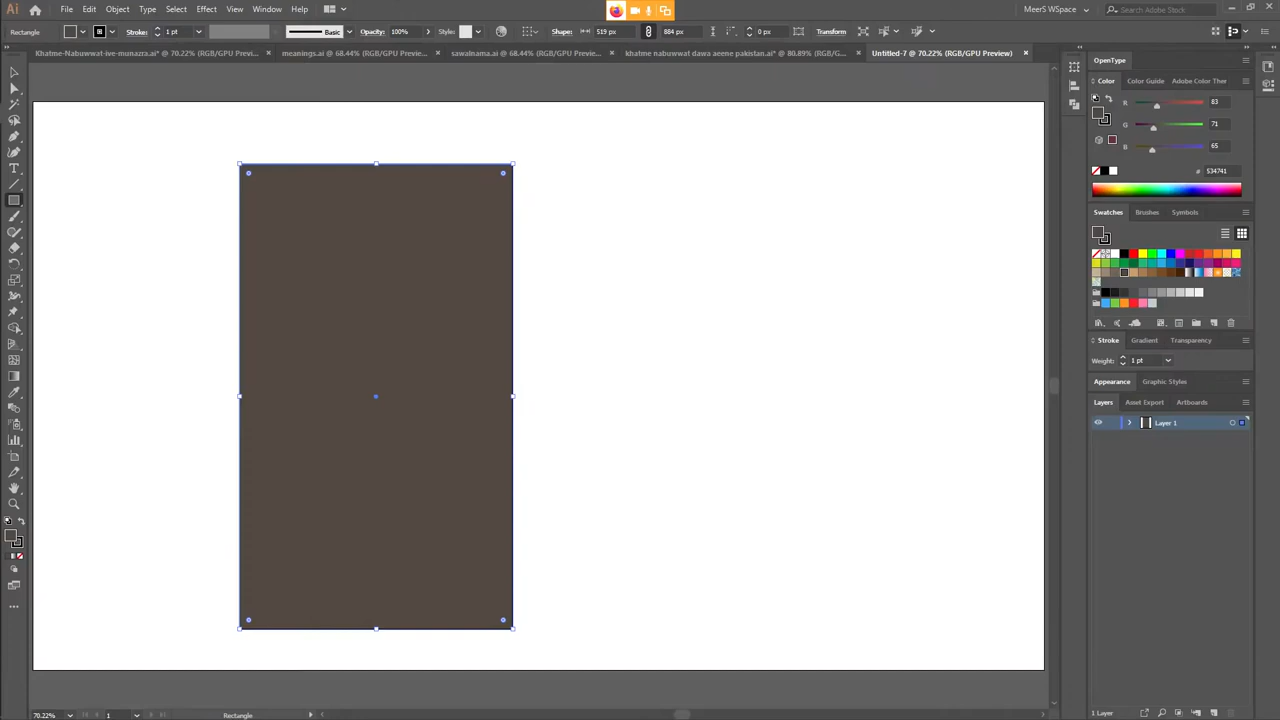 Ai File Edit Object Type Select Effect View Window Help MeerS WSpace Search Adobe Stock
Rectangle Stroke: 1 pt Basic Opacity: 100% Style: Shape: 519 px 884 px 0 px Transform
Khatme-Nabuwwat-ive-munazra.ai* @ 70.22% (RGB/GPU Preview) meanings.ai @ 68.44% (RGB/GPU Previe... sawalnama.ai @ 68.44% (RGB/GPU Previe... khatme nabuwwat dawa aeene pakistan.ai* @ 80.89% (RGB/G... Untitled-7 @ 70.22% (RGB/GPU Preview)
OpenType
Color Color Guide Adobe Color Ther
R 83
G 71
B 65
# 534741
Swatches Brushes Symbols
Stroke Gradient Transparency
Weight: 1 pt
Appearance Graphic Styles
Layers Asset Export Artboards
Layer 1
70.22% 1 Rectangle 1 Layer